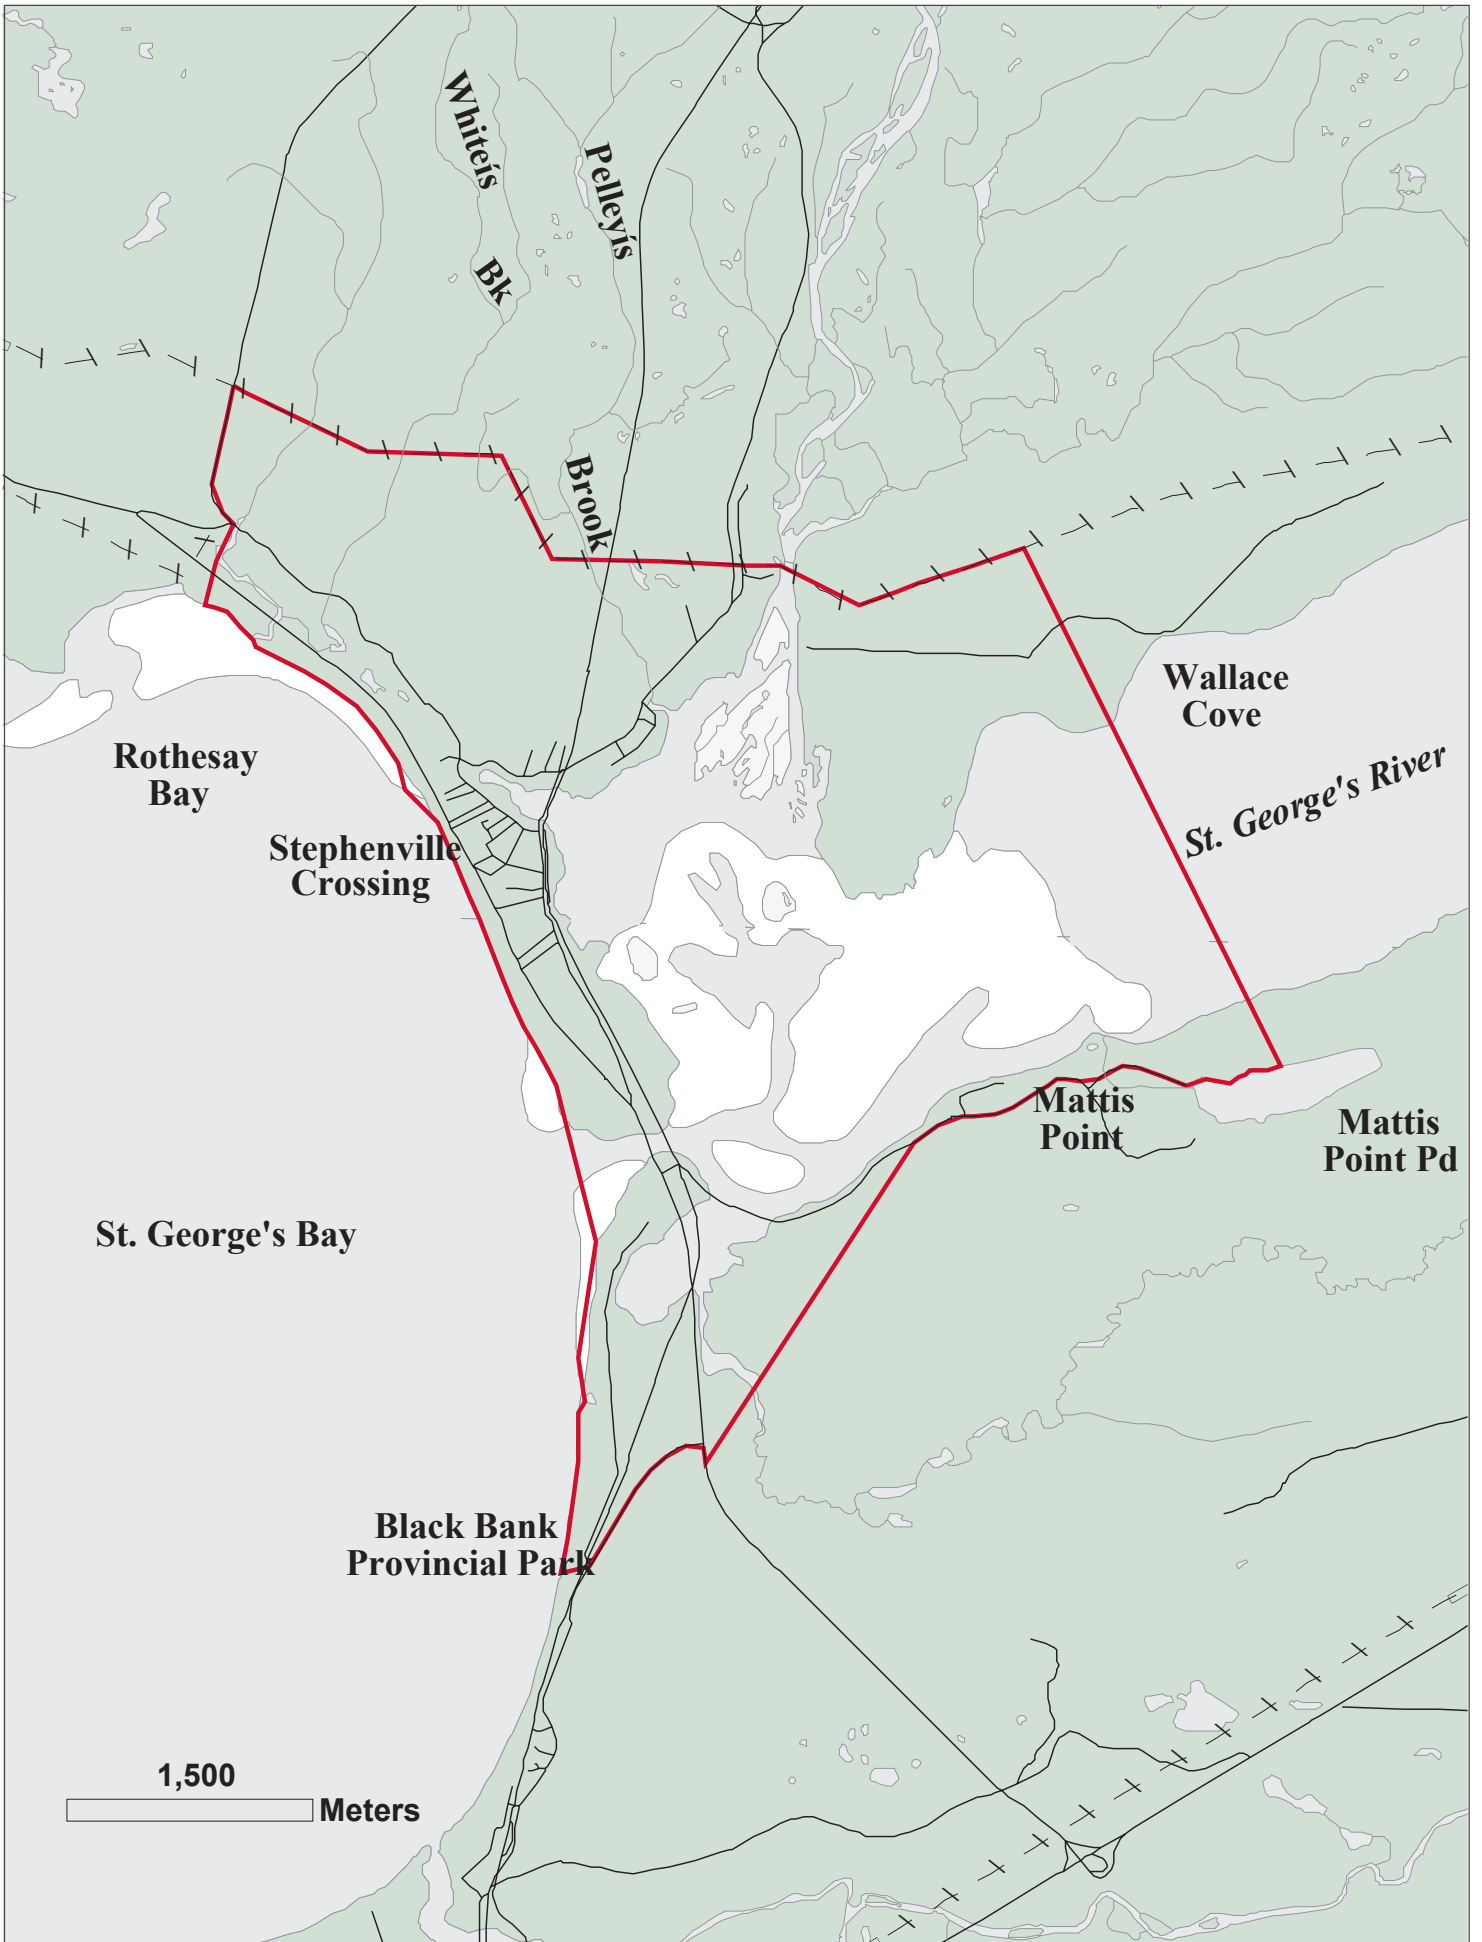 Whiteís
Bk
Pelleyís
Brook
Wallace
Cove
St. George's River
Rothesay
Bay
Stephenville
Crossing
Mattis
Point
Mattis
Point Pd
St. George's Bay
Black Bank
Provincial Park
1,500
Meters